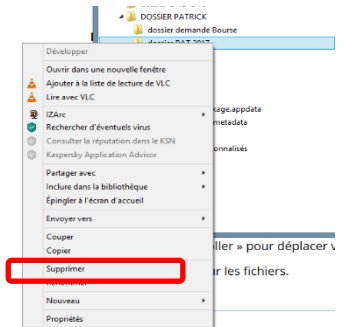 DOSSIER PATRICK
dossier demande Bourse
dossier PAT 2017
Développer
Ouvrir dans une nouvelle fenêtre
Ajouter à la liste de lecture de VLC
Lire avec VLC
IZArc
kage.appdata
Rechercher d'éventuels virus
metadata
Consulter la réputation dans le KSN
onnalisés
Kaspersky Application Advisor
Partager avec
Inclure dans la bibliothèque
Épingler à l'écran d'accueil
Envoyer vers
Couper
oller » pour déplacer v
Copier
Supprimer
ur les fichiers.
Renommer
Nouveau
Propriétés